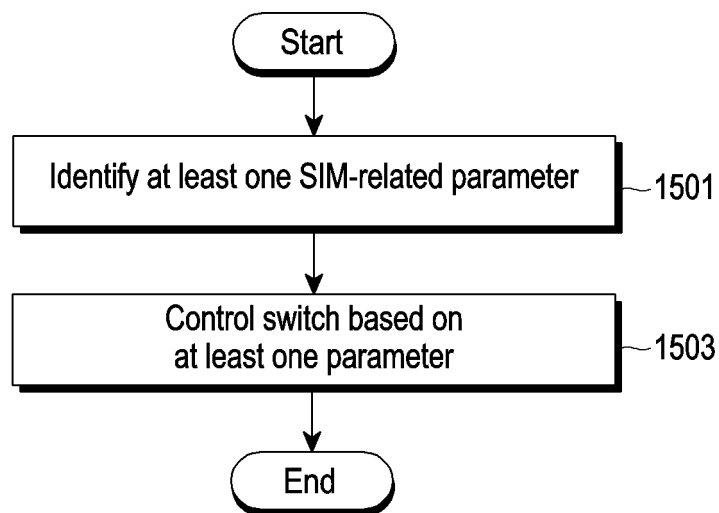 Start
Identify at least one SIM-related parameter
1501
Control switch based on
at least one parameter
1503
End